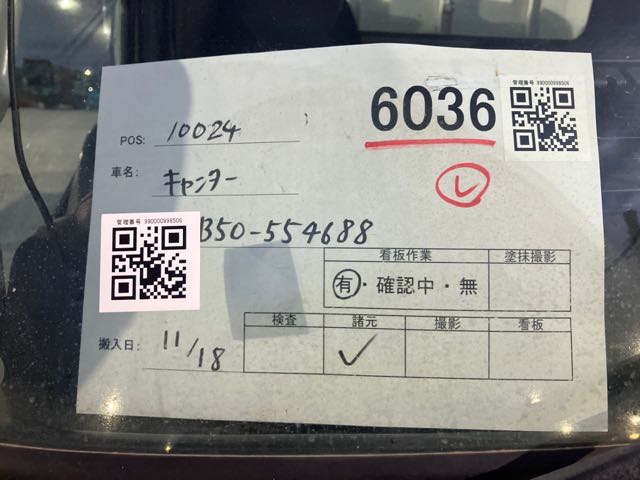 6036
管理番号 990000998506
POS: 10024
レ
車名: キャンター
管理番号 990000998506
B50-554688
看板作業 塗抹撮影
有・確認中・無
検査 諸元 撮影 看板
搬入日: 11/18
✓